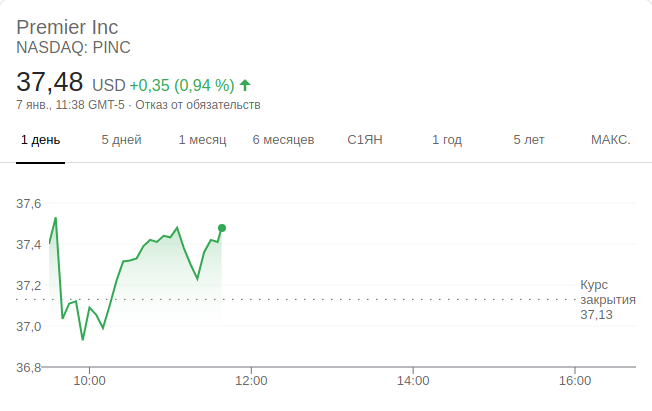 Premier Inc
NASDAQ: PINC
37,48 USD +0,35 (0,94 %)
7 янв., 11:38 GMT-5 · Отказ от обязательств
1 день 5 дней 1 месяц 6 месяцев С1ЯН 1 год 5 лет МАКС.
37,6
37,4
37,2
Курс
закрытия
37,13
37,0
36,8
10:00 12:00 14:00 16:00